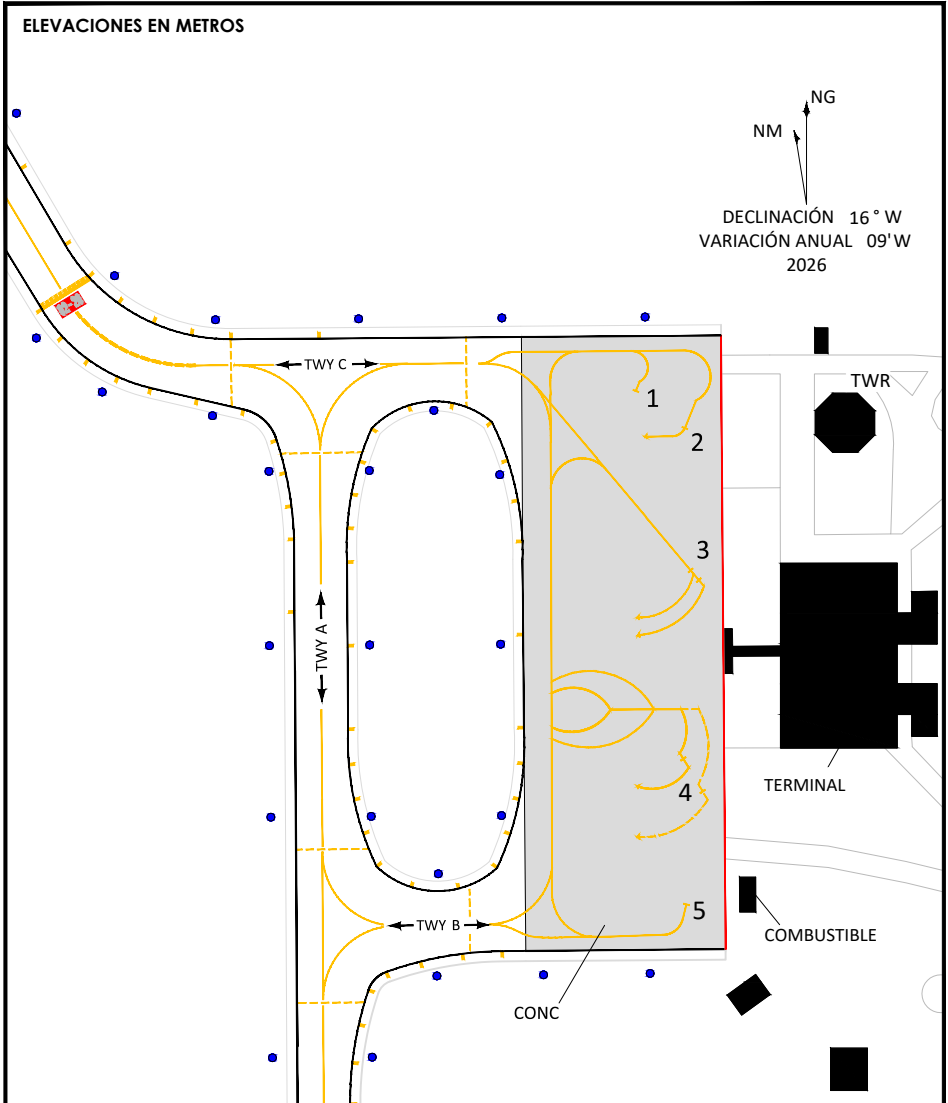 ELEVACIONES EN METROS
NG
NM
DECLINACIÓN 16° W
VARIACIÓN ANUAL 09'W
2026
TWY C
TWR
1
2
3
TWY A
4
TERMINAL
5
TWY B
COMBUSTIBLE
CONC